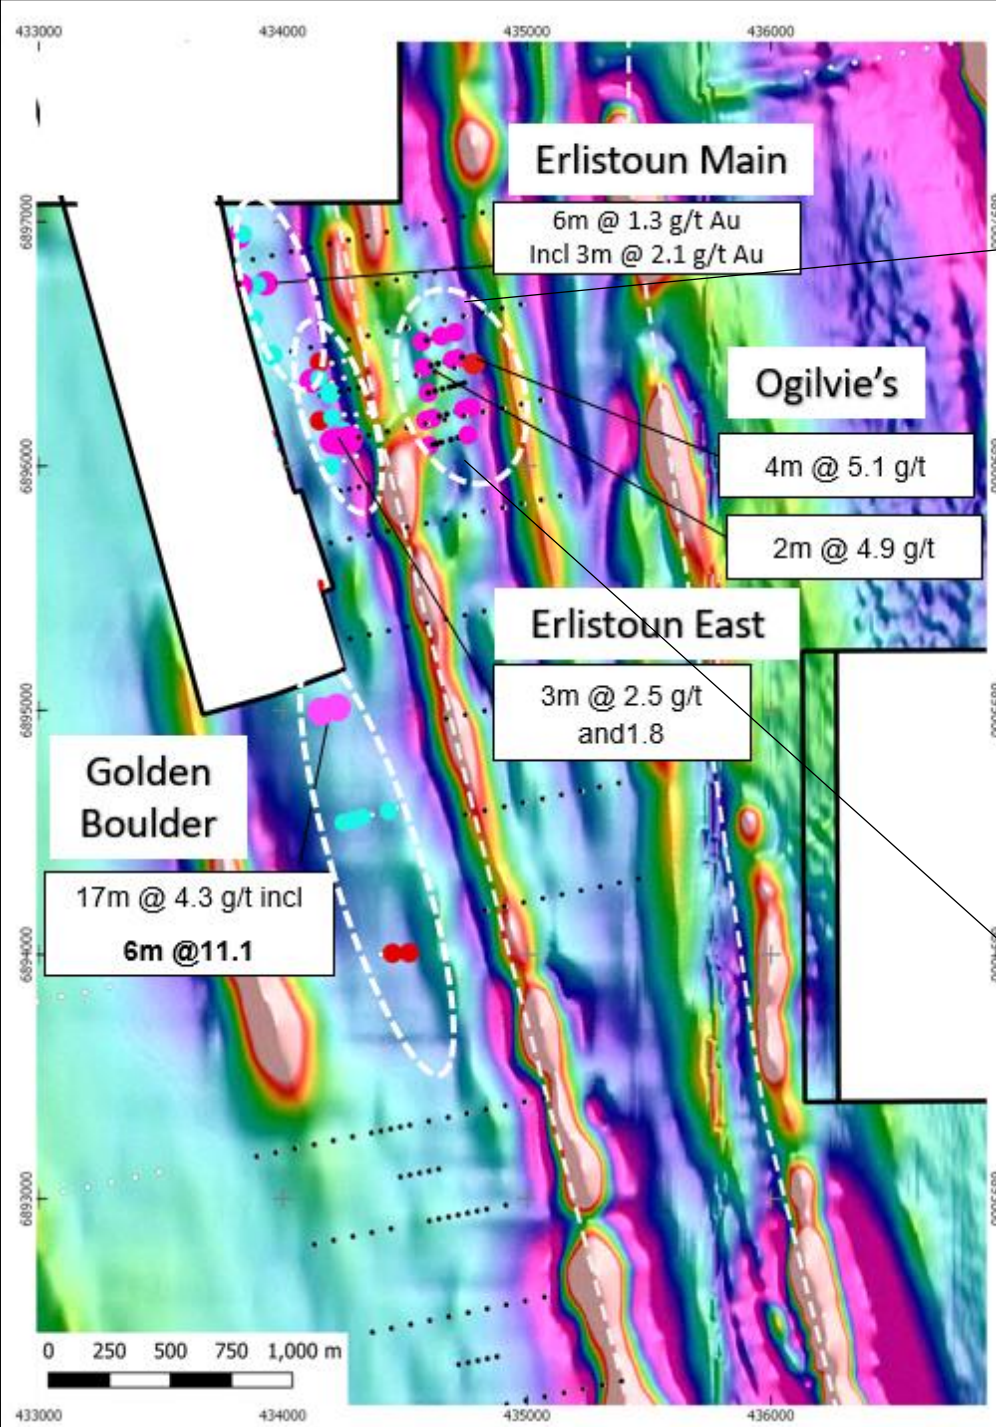 433000 434000 435000 436000
6897000
Erlistoun Main
6m @ 1.3 g/t Au
Incl 3m @ 2.1 g/t Au
Ogilvie's
4m @ 5.1 g/t
2m @ 4.9 g/t
6896000
Erlistoun East
3m @ 2.5 g/t
and1.8
6895000
Golden
Boulder
17m @ 4.3 g/t incl
6m @11.1
6894000
6893000
0 250 500 750 1,000 m
433000 434000 435000 436000